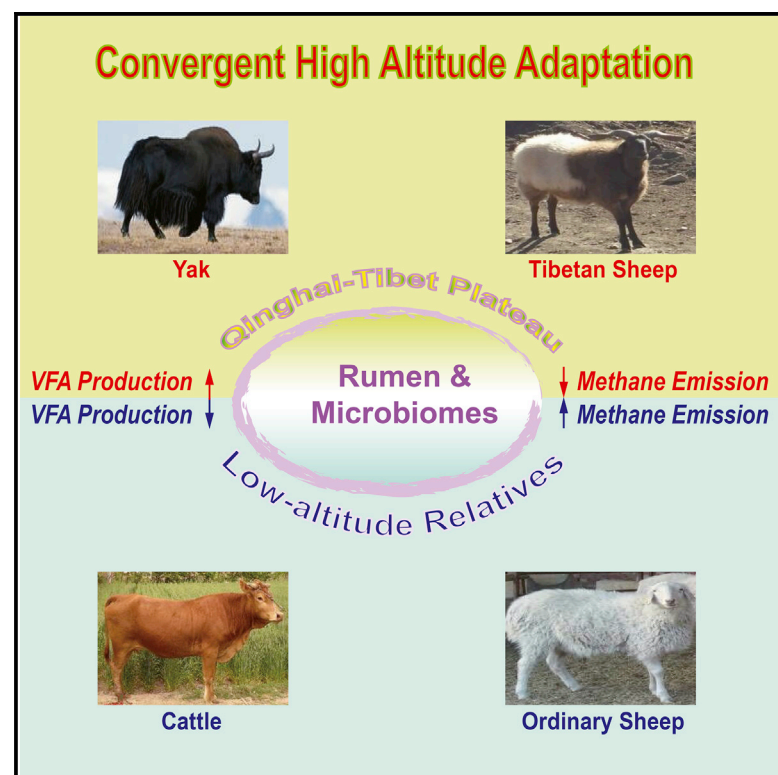 Convergent High Altitude Adaptation
Yak
Tibetan Sheep
Qinghai-Tibet Plateau
VFA Production
Methane Emission
Rumen &
Microbiomes
VFA Production
Methane Emission
Low-altitude Relatives
Cattle
Ordinary Sheep